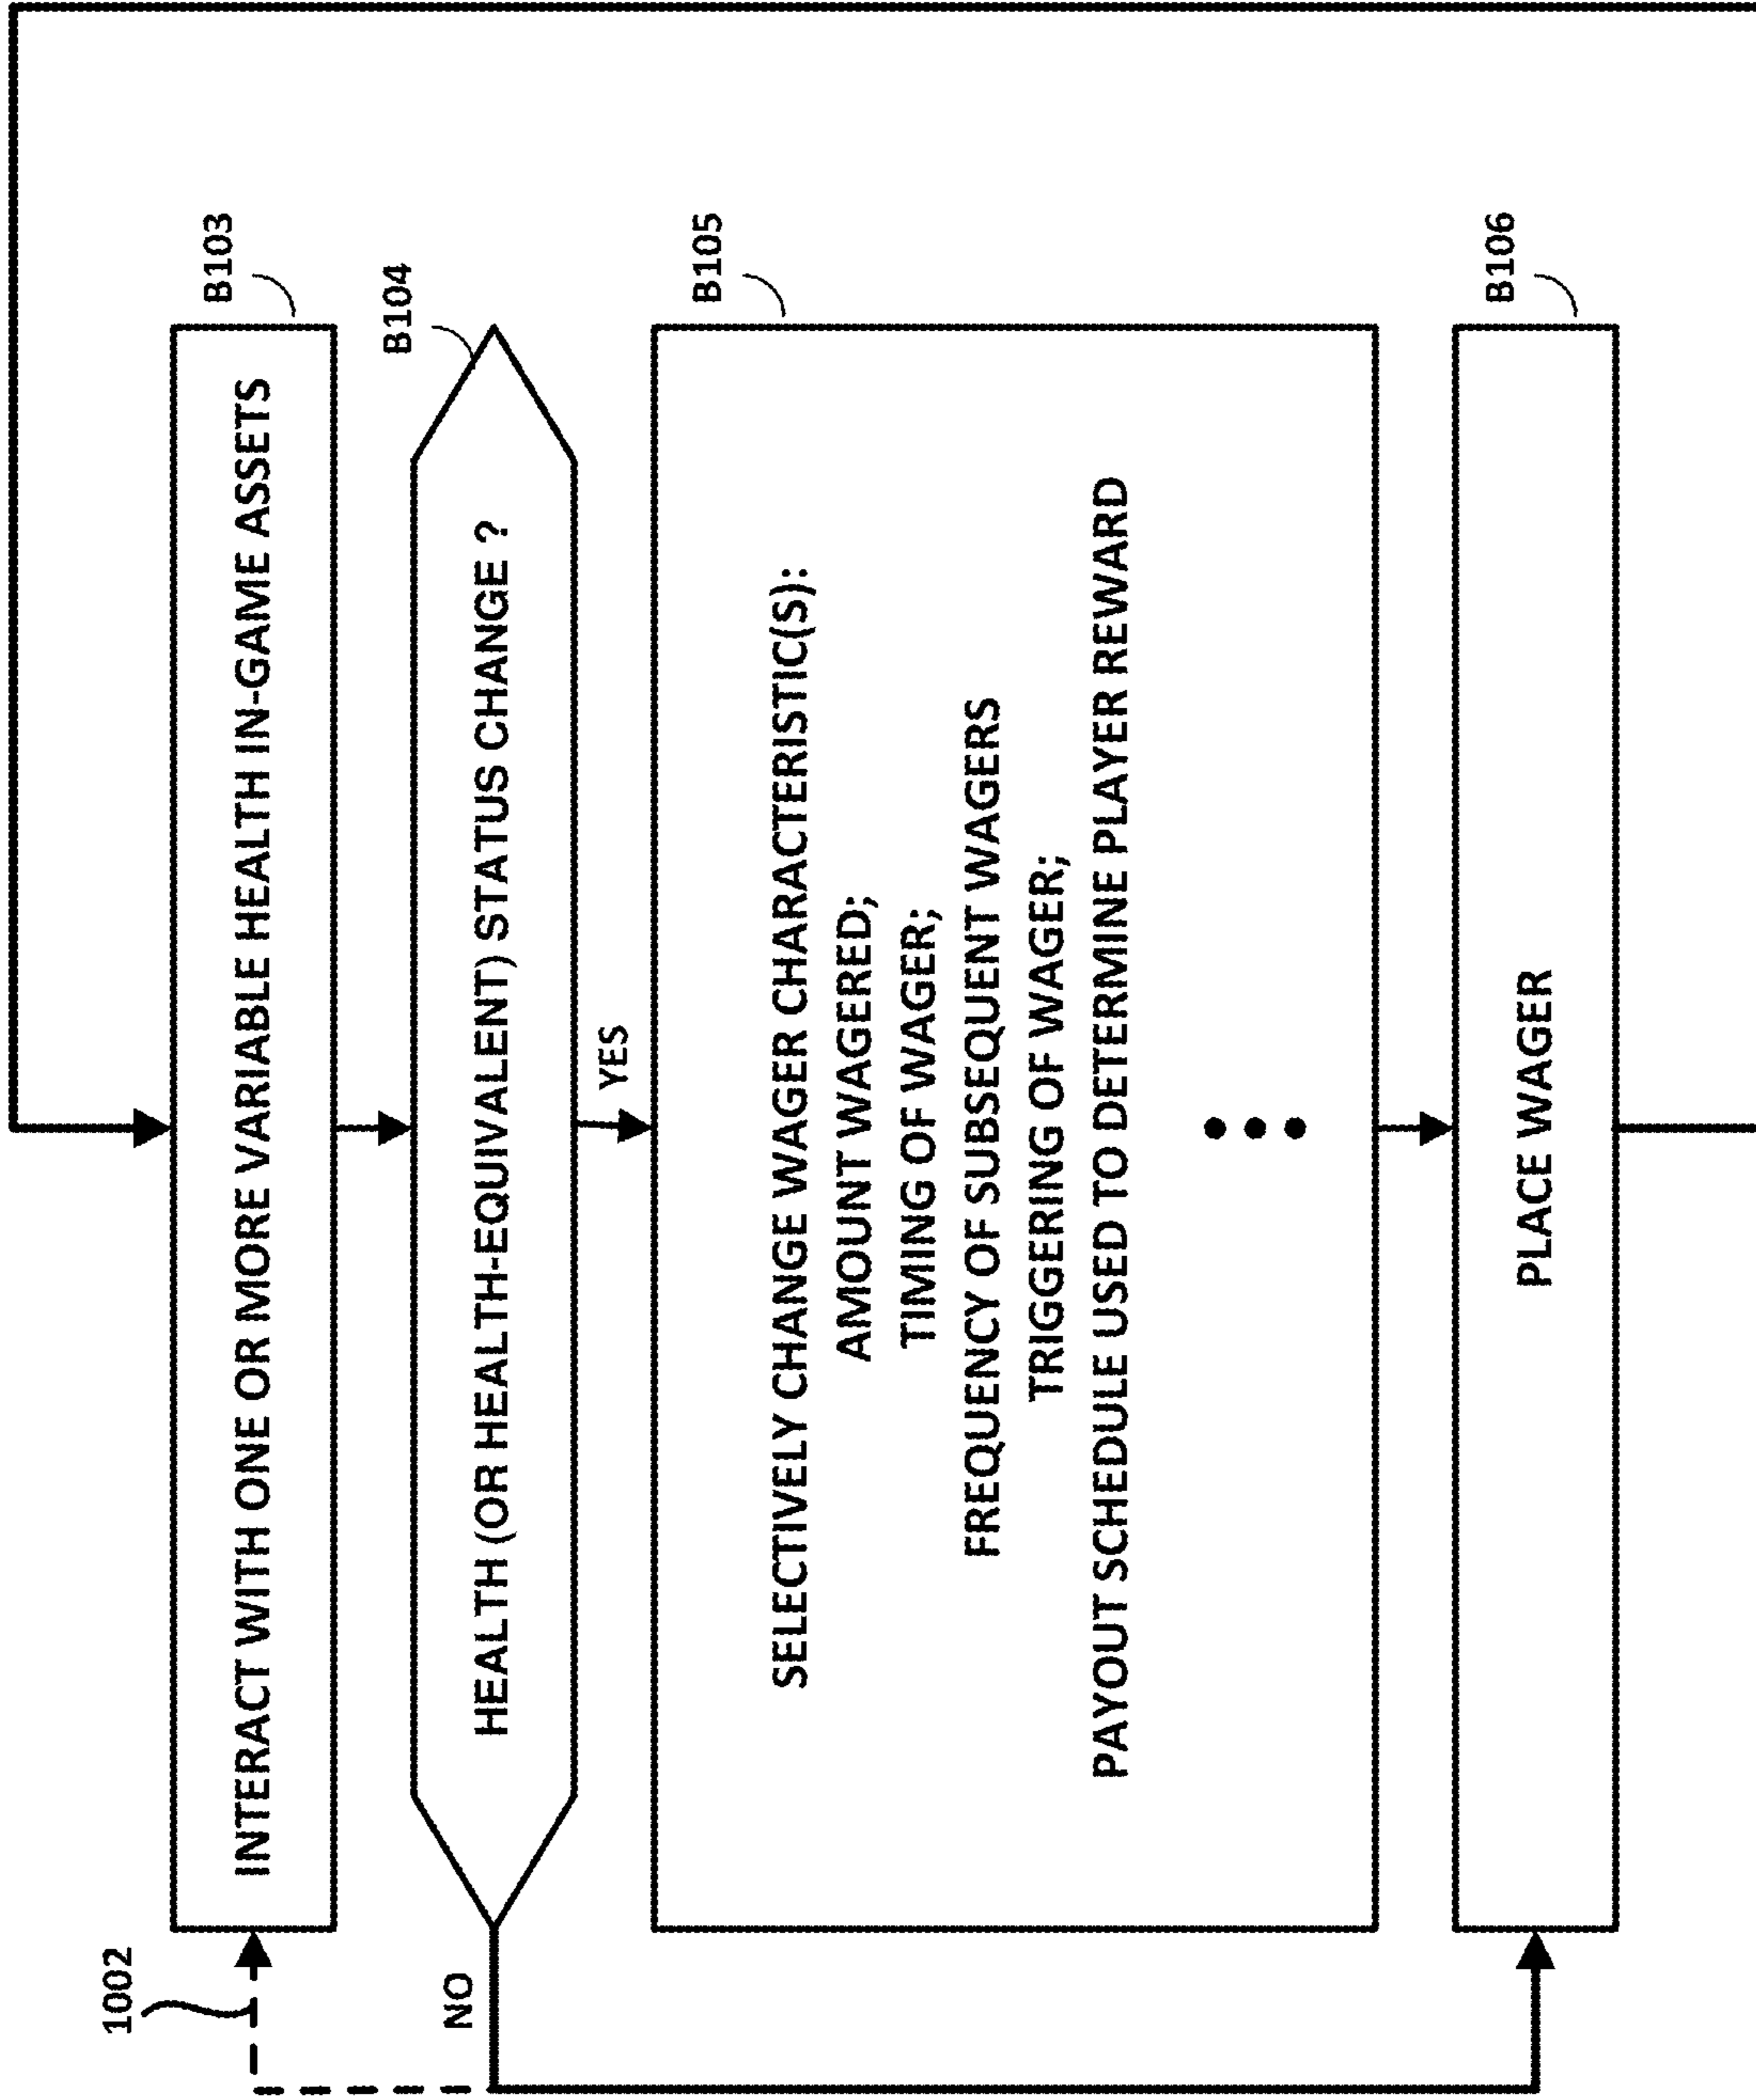 B103
INTERACT WITH ONE OR MORE VARIABLE HEALTH IN-GAME ASSETS
1002
B104
HEALTH (OR HEALTH-EQUIVALENT) STATUS CHANGE ?
NO
YES
B105
SELECTIVELY CHANGE WAGER CHARACTERISTIC(S):
AMOUNT WAGERED;
TIMING OF WAGER;
FREQUENCY OF SUBSEQUENT WAGERS
TRIGGERING OF WAGER;
PAYOUT SCHEDULE USED TO DETERMINE PLAYER REWARD
B106
PLACE WAGER